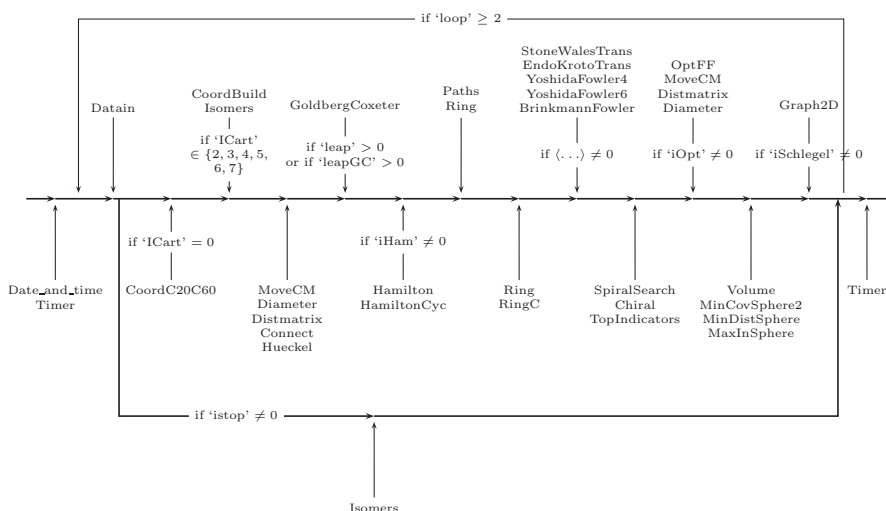 if ‘loop’ ≥ 2
Datain
CoordBuild
Isomers
if ‘ICart’
∈ {2, 3, 4, 5,
6, 7}
GoldbergCoxeter
if ‘leap’ > 0
or if ‘leapGC’ > 0
Paths
Ring
StoneWalesTrans
EndoKrotoTrans
YoshidaFowler4
YoshidaFowler6
BrinkmannFowler
if ⟨...⟩ ≠ 0
OptFF
MoveCM
Distmatrix
Diameter
if ‘iOpt’ ≠ 0
Graph2D
if ‘iSchlegel’ ≠ 0
Date_and_time
Timer
if ‘ICart’ = 0
CoordC20C60
MoveCM
Diameter
Distmatrix
Connect
Hueckel
if ‘iHam’ ≠ 0
Hamilton
HamiltonCyc
Ring
RingC
SpiralSearch
Chiral
TopIndicators
Volume
MinCovSphere2
MinDistSphere
MaxInSphere
Timer
if ‘istop’ ≠ 0
Isomers